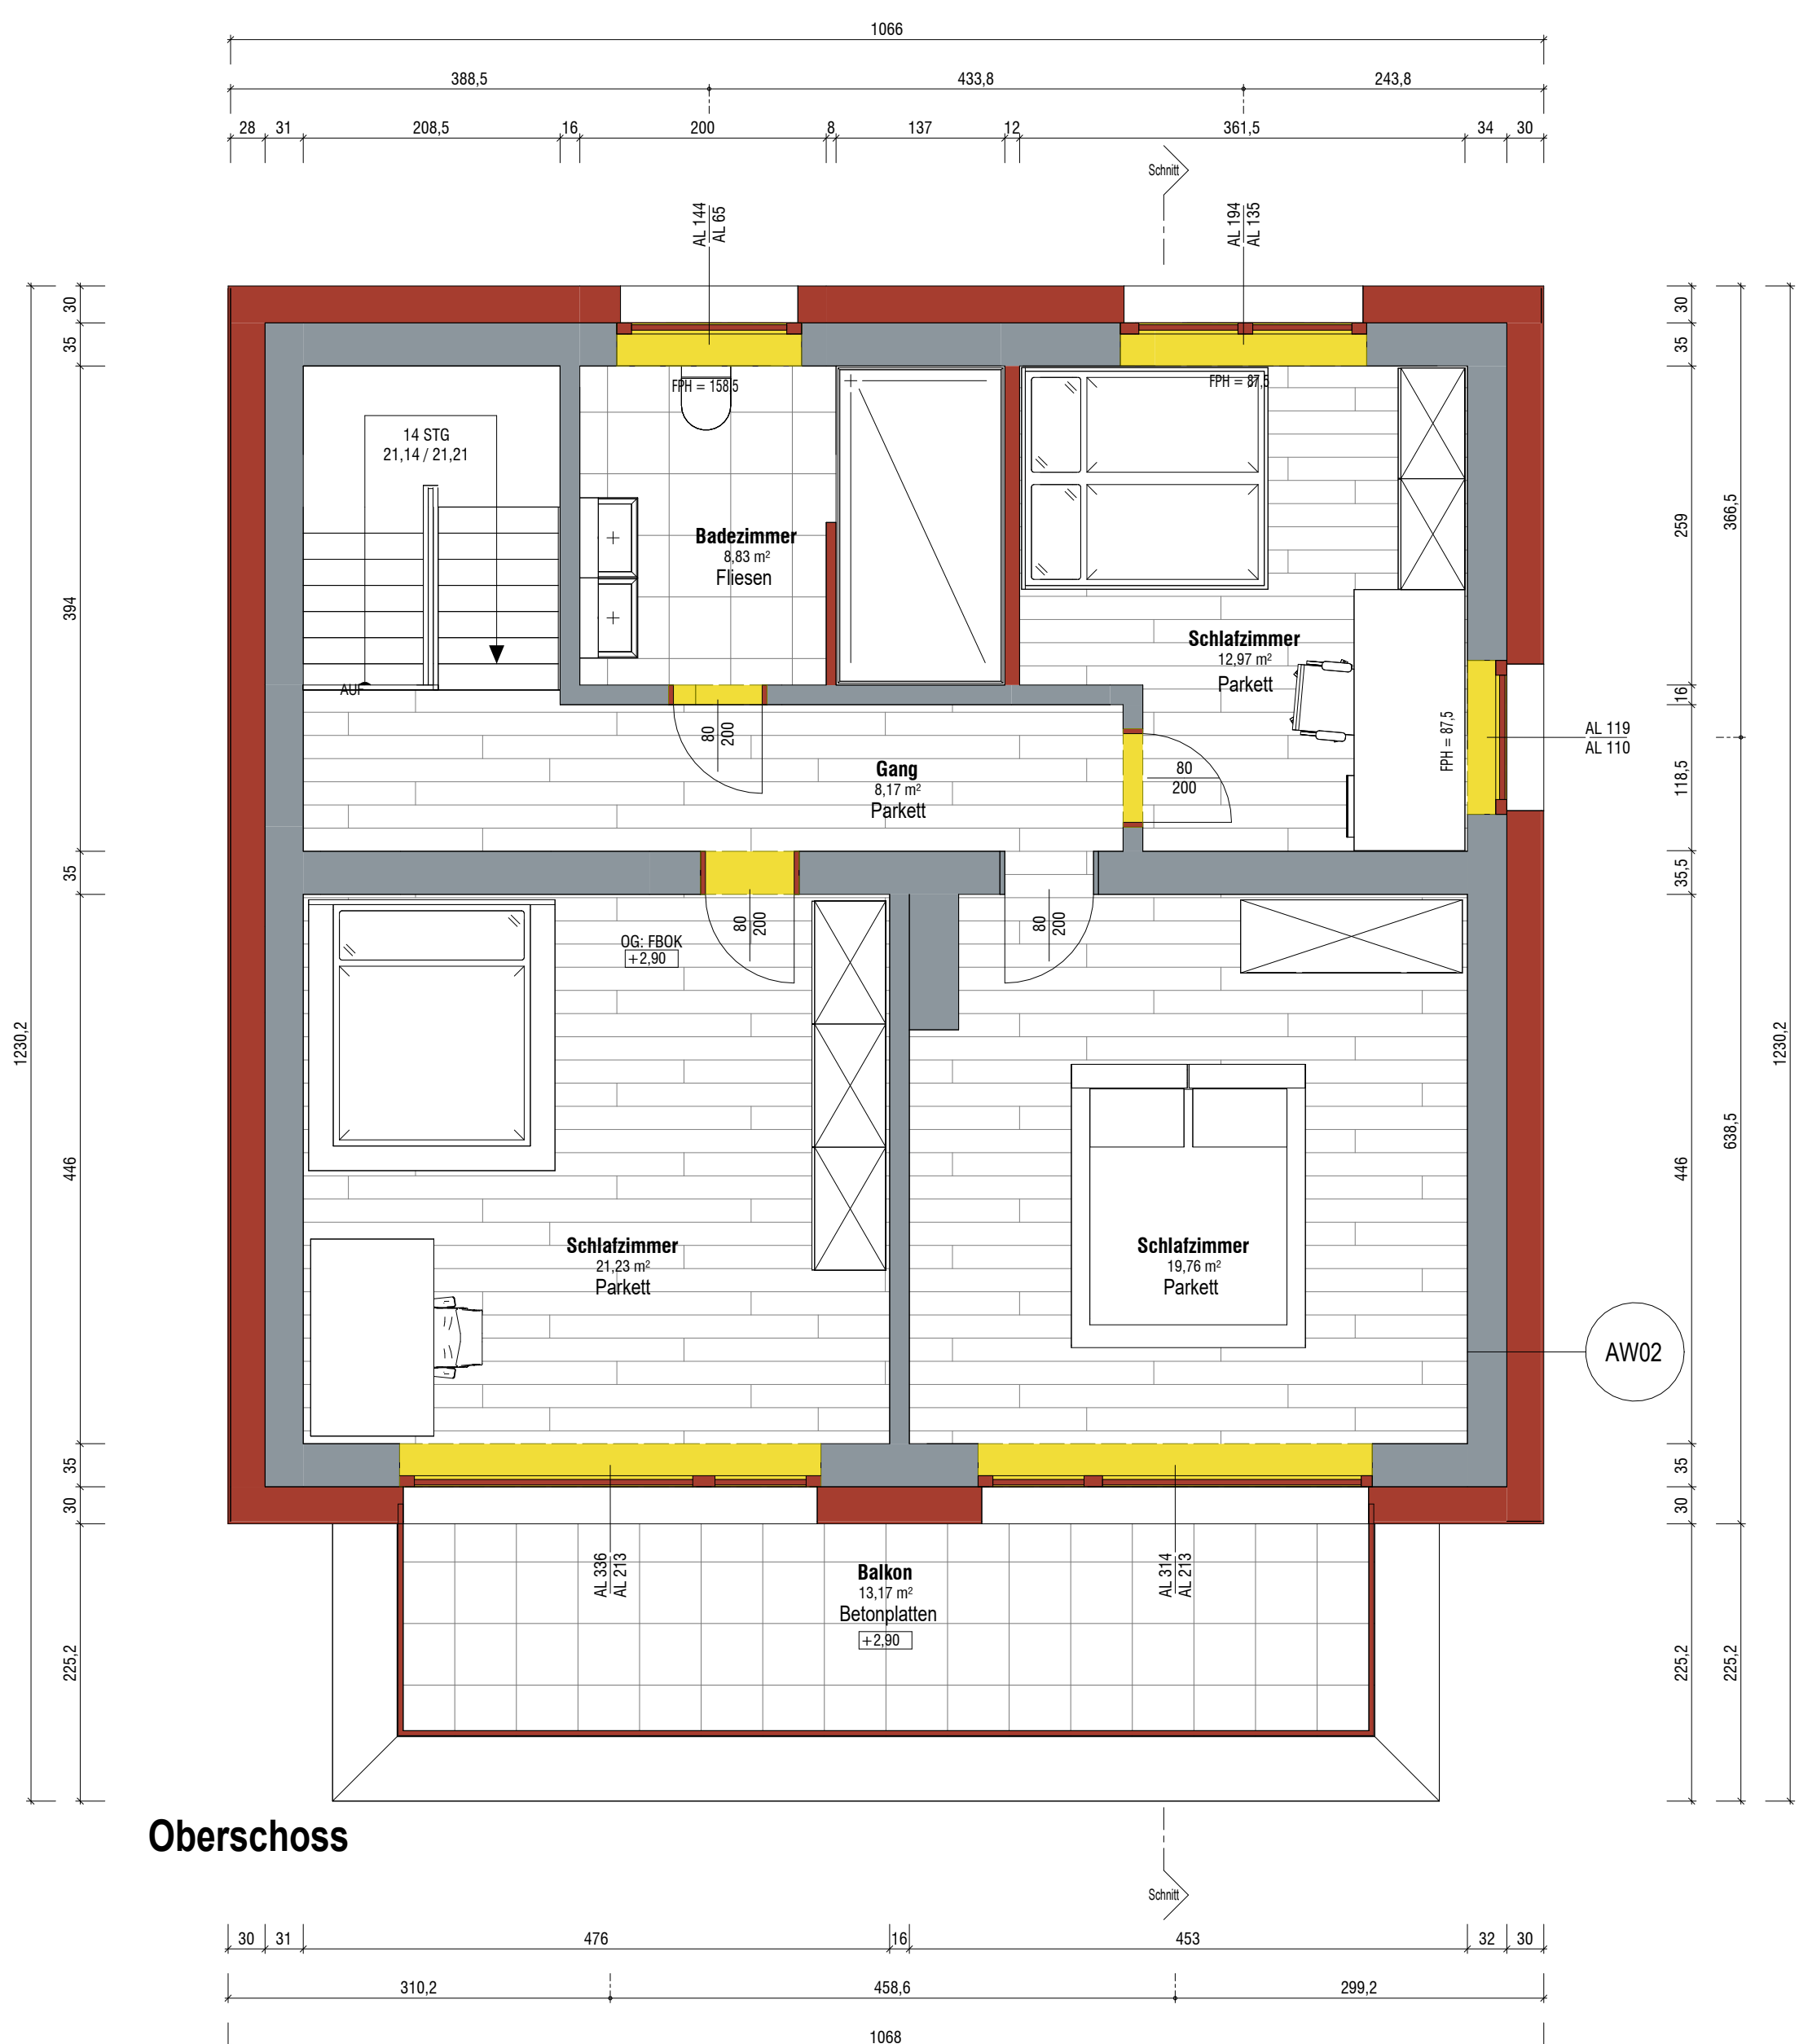 1066
388,5 433,8 243,8
28 31 208,5 16 200 8 137 12 361,5 34 30
Schnitt
AL 144
AL 65
AL 194
AL 135
30
35
394
35
446
35
30
225,2
1230,2
14 STG
21,14 / 21,21
AUF
FPH = 158,5
Badezimmer
8,83 m²
Fliesen
FPH = 87,5
Schlafzimmer
12,97 m²
Parkett
FPH = 87,5
AL 119
AL 110
80
200
80
200
Gang
8,17 m²
Parkett
80
200
80
200
OG: FBOK
+2,90
Schlafzimmer
21,23 m²
Parkett
Schlafzimmer
19,76 m²
Parkett
AW02
AL 336
AL 213
AL 314
AL 213
Balkon
13,17 m²
Betonplatten
+2,90
30
35
259
16
118,5
35,5
446
35
30
225,2
366,5
638,5
225,2
1230,2
Oberschoss
Schnitt
30 31 476 16 453 32 30
310,2 458,6 299,2
1068